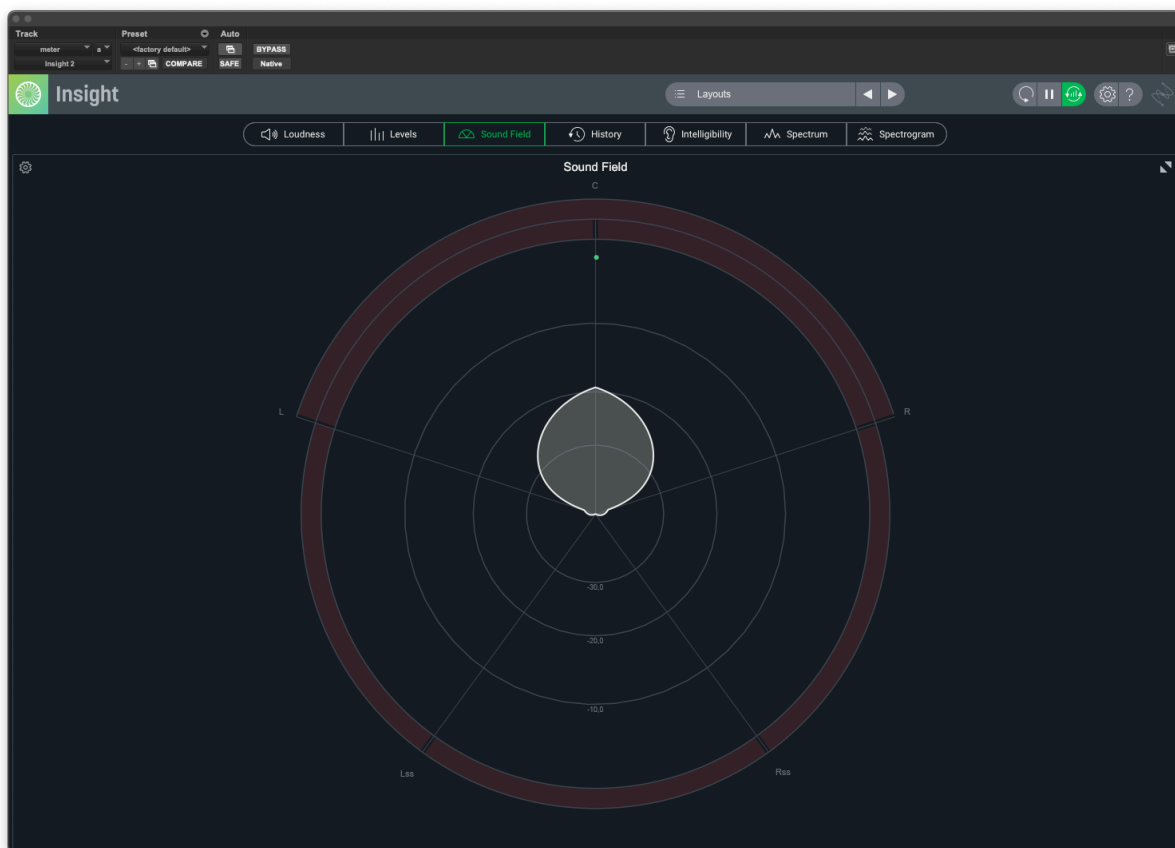 Track Preset Auto
meter a <factory default> BYPASS
Insight 2 - + COMPARE SAFE Native
Insight Layouts ?
Loudness Levels Sound Field History Intelligibility Spectrum Spectrogram
Sound Field
C
L R
-30,0
-20,0
-10,0
Lss Rss